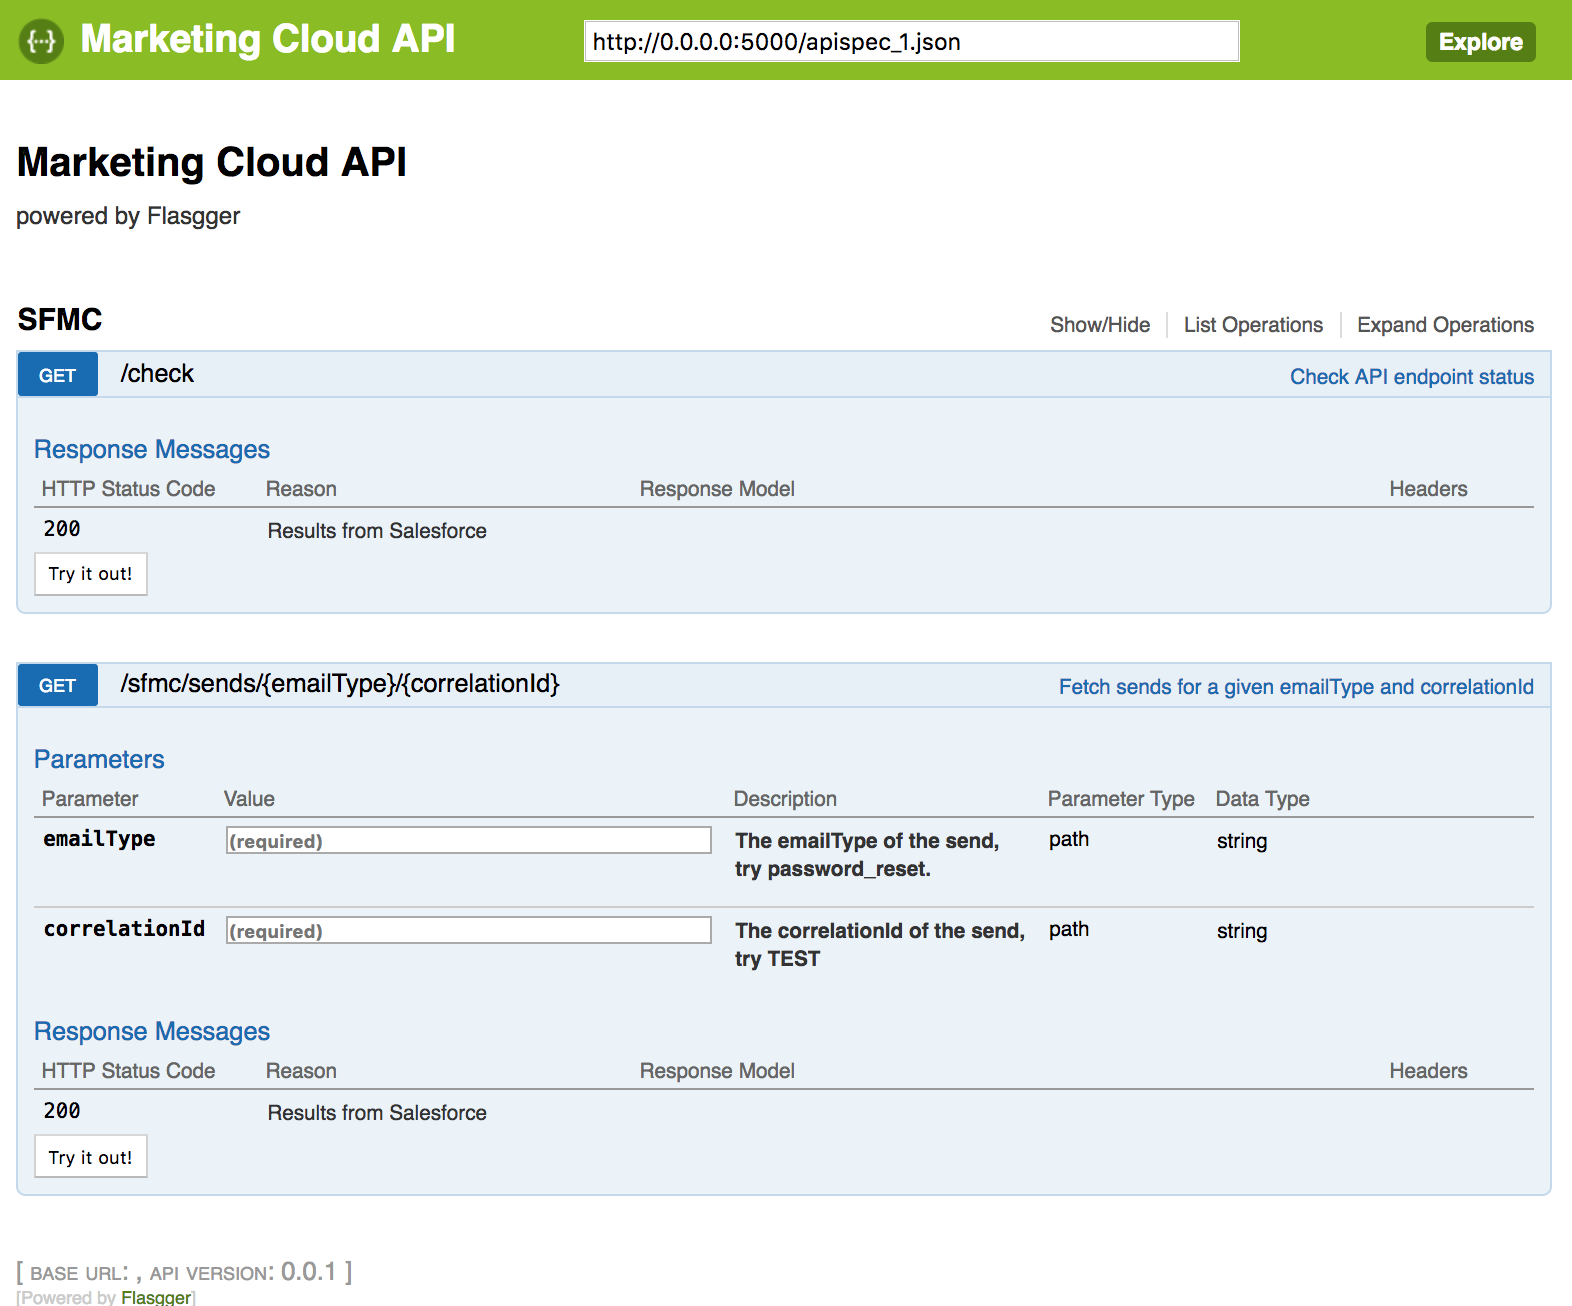 Marketing Cloud API
http://0.0.0.0:5000/apispec_1.json
Explore
Marketing Cloud API
powered by Flasgger
SFMC
Show/Hide
List Operations
Expand Operations
GET /check
Check API endpoint status
Response Messages
HTTP Status Code Reason Response Model Headers
200 Results from Salesforce
Try it out!
GET /sfmc/sends/{emailType}/{correlationId}
Fetch sends for a given emailType and correlationId
Parameters
Parameter Value Description Parameter Type Data Type
emailType (required) The emailType of the send, path string
try password_reset.
correlationId (required) The correlationId of the send, path string
try TEST
Response Messages
HTTP Status Code Reason Response Model Headers
200 Results from Salesforce
Try it out!
[ BASE URL: , API VERSION: 0.0.1 ]
[Powered by Flasgger]